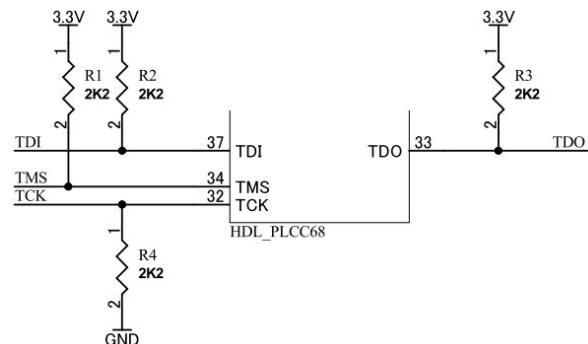 3.3V 3.3V 3.3V
1 R1 2K2 2
1 R2 2K2 2
1 R3 2K2 2
TDI 37 TDI TDO 33 TDO
TMS 34 TMS
TCK 32 TCK
HDL_PLCC68
1 R4 2K2 2
GND